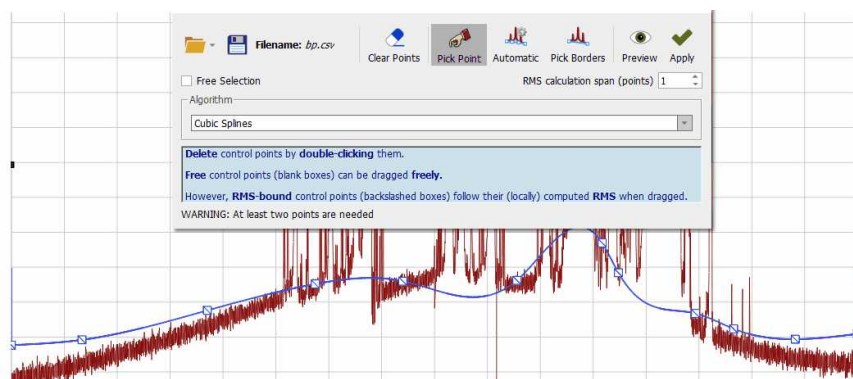 Filename: bp.csv
Clear Points Pick Point Automatic Pick Borders Preview Apply
Free Selection RMS calculation span (points) 1
Algorithm
Cubic Splines
Delete control points by double-clicking them.
Free control points (blank boxes) can be dragged freely.
However, RMS-bound control points (backslashed boxes) follow their (locally) computed RMS when dragged.
WARNING: At least two points are needed